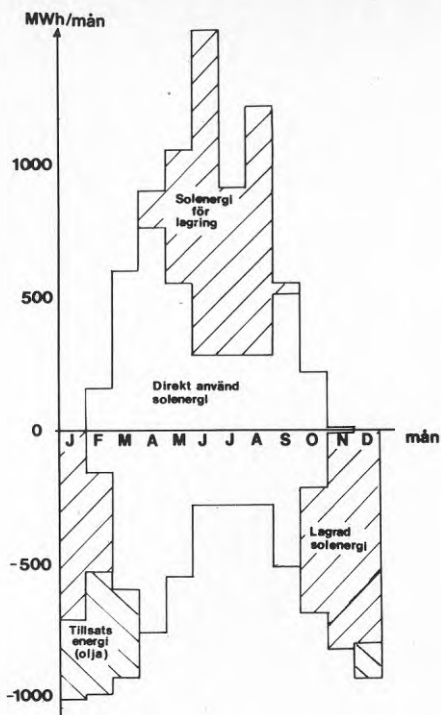 MWh/mån
1000
Solenergi
för
lagring
500
Direkt använd
solenergi
0
J F M A M J J A S O N D mån
Lagrad
solenergi
-500
Tillsats
energi
(olja)
-1000